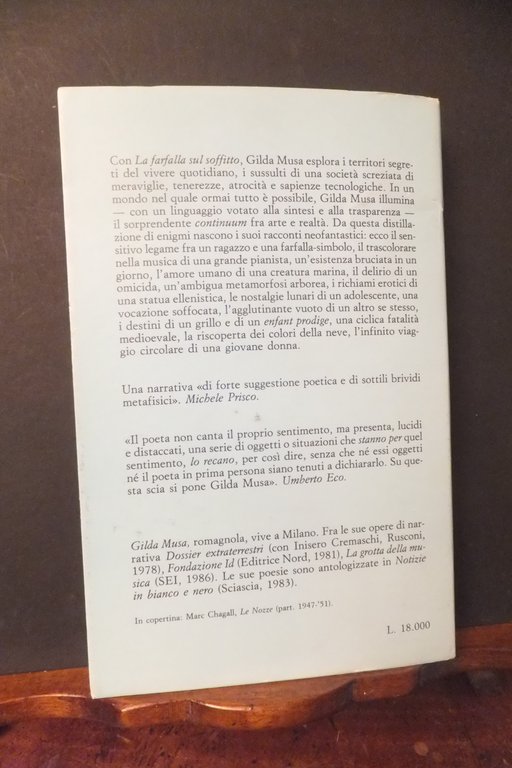 Con La farfalla sul soffitto, Gilda Musa esplora i territori segre-
ti del vivere quotidiano, i sussulti di una società screziata di
meraviglie, tenerezze, atrocità e sapienze tecnologiche. In un
mondo nel quale ormai tutto è possibile, Gilda Musa illumina
— con un linguaggio votato alla sintesi e alla trasparenza —
il sorprendente continuum fra arte e realtà. Da questa distilla-
zione di enigmi nascono i suoi racconti neofantastici: ecco il sen-
sitivo legame fra un ragazzo e una farfalla-simbolo, il trascolorare
nella musica di una grande pianista, un'esistenza bruciata in un
giorno, l'amore umano di una creatura marina, il delirio di un
omicida, un'ambigua metamorfosi arborea, i richiami erotici di
una statua ellenistica, le nostalgie lunari di un adolescente, una
vocazione soffocata, l'agglutinante vuoto di un altro se stesso,
i destini di un grillo e di un enfant prodige, una ciclica fatalità
medioevale, la riscoperta dei colori della neve, l'infinito viag-
gio circolare di una giovane donna.
Una narrativa «di forte suggestione poetica e di sottili brividi
metafisici». Michele Prisco.
«Il poeta non canta il proprio sentimento, ma presenta, lucidi
e distaccati, una serie di oggetti o situazioni che stanno per quel
sentimento, lo recano, per così dire, senza che né essi oggetti
né il poeta in prima persona siano tenuti a dichiararlo. Su que-
sta scia si pone Gilda Musa». Umberto Eco.
Gilda Musa, romagnola, vive a Milano. Fra le sue opere di nar-
rativa Dossier extraterrestri (con Inisero Cremaschi, Rusconi,
1978), Fondazione Id (Editrice Nord, 1981), La grotta della mu-
sica (SEI, 1986). Le sue poesie sono antologizzate in Notizie
in bianco e nero (Sciascia, 1983).
In copertina: Marc Chagall, Le Nozze (part. 1947-'51).
L. 18.000